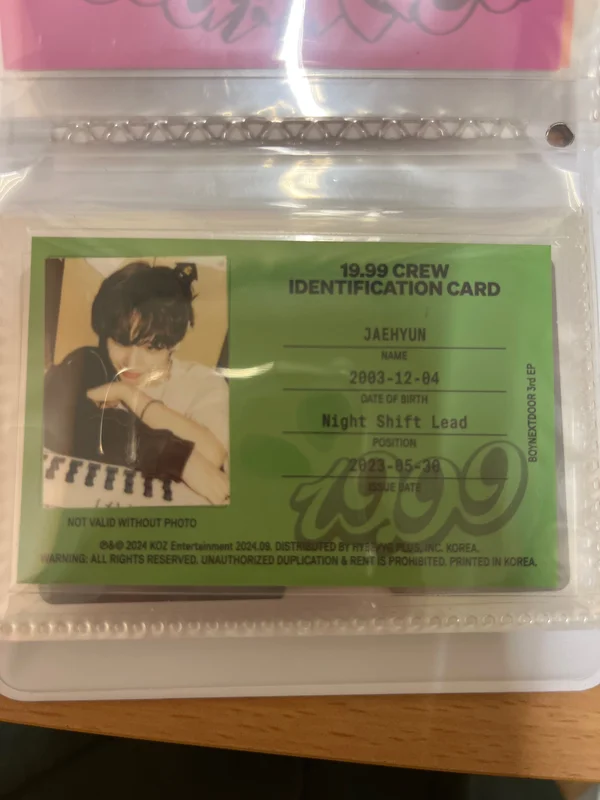 19.99 CREW
IDENTIFICATION CARD
JAEHYUN
NAME
2003-12-04
DATE OF BIRTH
Night Shift Lead
POSITION
2023-05-30
ISSUE DATE
1999
BOYNEXTDOOR 3rd EP
NOT VALID WITHOUT PHOTO
℗&© 2024 KOZ Entertainment 2024.09. DISTRIBUTED BY YG PLUS, INC. KOREA.
WARNING: ALL RIGHTS RESERVED. UNAUTHORIZED DUPLICATION & RENT IS PROHIBITED. PRINTED IN KOREA.